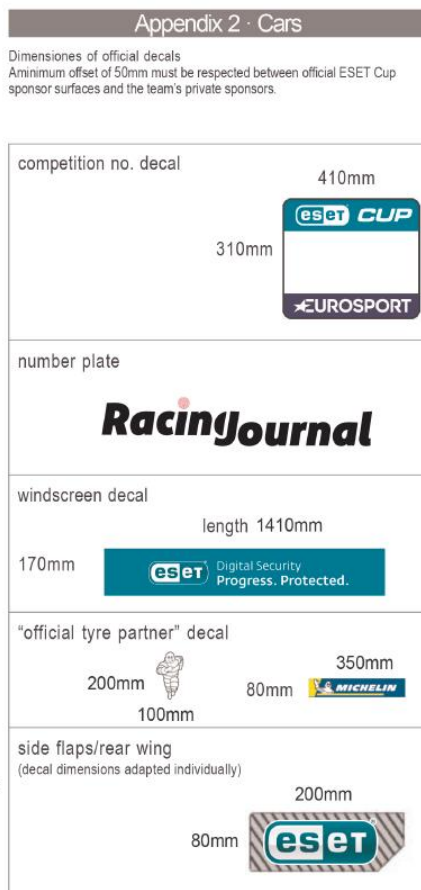 Appendix 2 · Cars
Dimensiones of official decals
Aminimum offset of 50mm must be respected between official ESET Cup
sponsor surfaces and the team's private sponsors.
competition no. decal
410mm
eseT CUP
310mm
EUROSPORT
number plate
RacingJournal
windscreen decal
length 1410mm
170mm
eseT Digital Security
Progress. Protected.
"official tyre partner" decal
200mm
100mm
350mm
80mm
MICHELIN
side flaps/rear wing
(decal dimensions adapted individually)
200mm
80mm
eseT